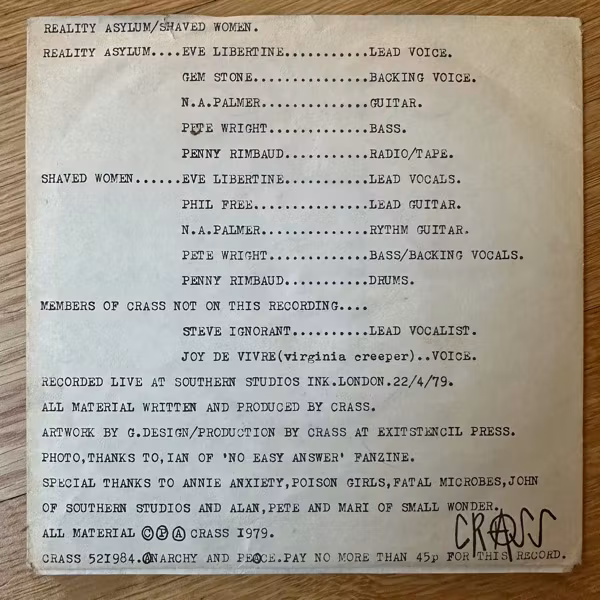 REALITY ASYLUM/SHAVED WOMEN.
REALITY ASYLUM....EVE LIBERTINE...........LEAD VOICE.
GEM STONE...............BACKING VOICE.
N.A.PALMER..............GUITAR.
PETE WRIGHT.............BASS.
PENNY RIMBAUD...........RADIO/TAPE.
SHAVED WOMEN......EVE LIBERTINE...........LEAD VOCALS.
PHIL FREE...............LEAD GUITAR.
N.A.PALMER..............RYTHM GUITAR.
PETE WRIGHT.............BASS/BACKING VOCALS.
PENNY RIMBAUD...........DRUMS.
MEMBERS OF CRASS NOT ON THIS RECORDING....
STEVE IGNORANT..........LEAD VOCALIST.
JOY DE VIVRE(virginia creeper)..VOICE.
RECORDED LIVE AT SOUTHERN STUDIOS INK.LONDON.22/4/79.
ALL MATERIAL WRITTEN AND PRODUCED BY CRASS.
ARTWORK BY G.DESIGN/PRODUCTION BY CRASS AT EXITSTENCIL PRESS.
PHOTO,THANKS TO,IAN OF 'NO EASY ANSWER' FANZINE.
SPECIAL THANKS TO ANNIE ANXIETY,POISON GIRLS,FATAL MICROBES,JOHN
OF SOUTHERN STUDIOS AND ALAN,PETE AND MARI OF SMALL WONDER.
ALL MATERIAL ⒸⓅⒶ CRASS 1979.
CRASS
CRASS 521984.ⒶNARCHY AND PEⒶCE.PAY NO MORE THAN 45p FOR THIS RECORD.